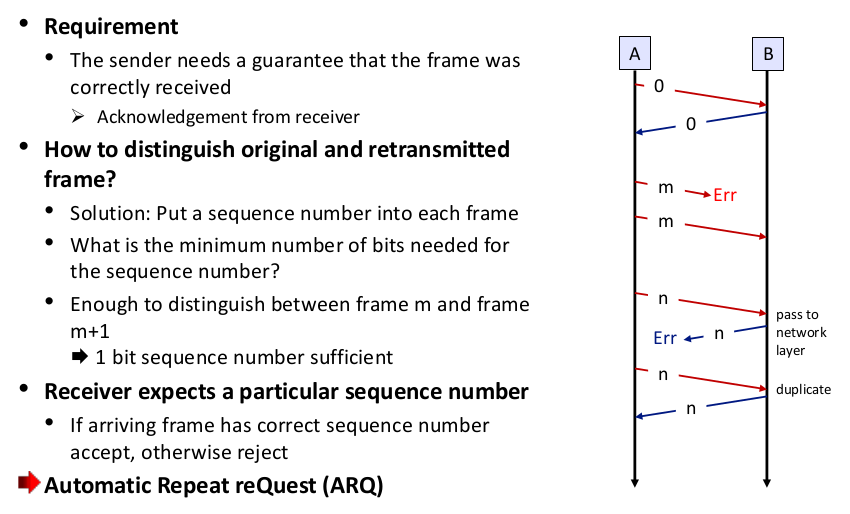 Requirement
The sender needs a guarantee that the frame was
correctly received
Acknowledgement from receiver
How to distinguish original and retransmitted
frame?
Solution: Put a sequence number into each frame
What is the minimum number of bits needed for
the sequence number?
Enough to distinguish between frame m and frame
m+1
1 bit sequence number sufficient
Receiver expects a particular sequence number
If arriving frame has correct sequence number
accept, otherwise reject
Automatic Repeat reQuest (ARQ)
A B
0
0
m Err
m
n
pass to
network
layer
Err n
n
duplicate
n